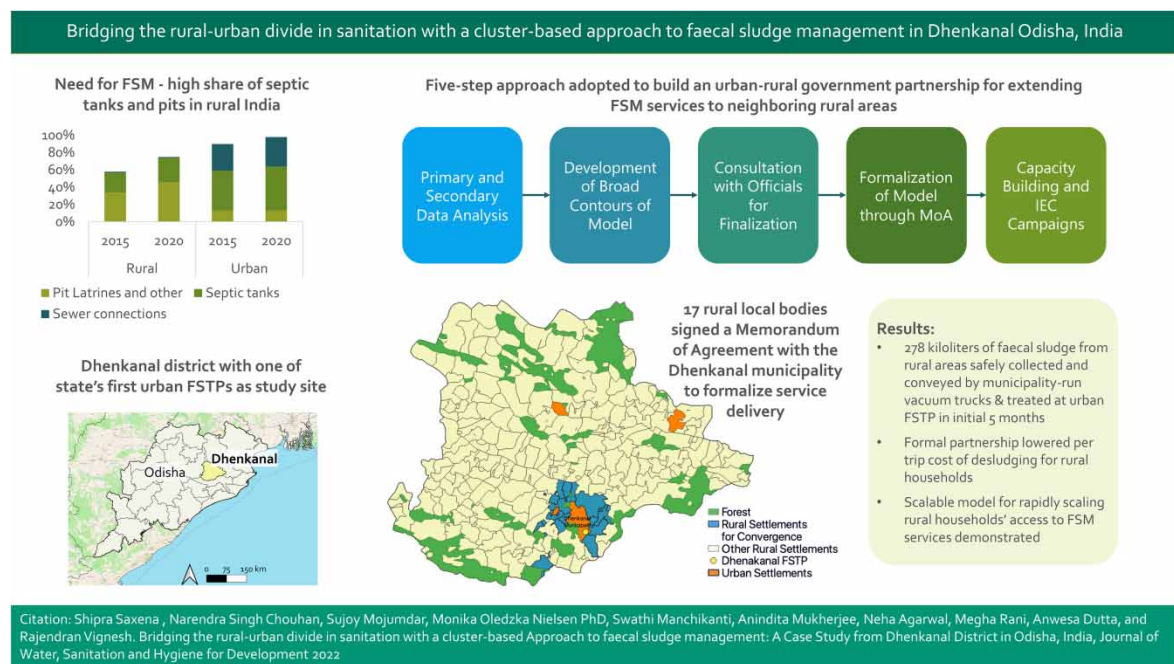 Bridging the rural-urban divide in sanitation with a cluster-based approach to faecal sludge management in Dhenkanal Odisha, India
Need for FSM - high share of septic
tanks and pits in rural India
100%
80%
60%
40%
20%
0%
2015
2020
2015
2020
Rural
Urban
Pit Latrines and other
Septic tanks
Sewer connections
Dhenkanal district with one of
state's first urban FSTPs as study site
Odisha
Dhenkanal
0 75 150 km
Five-step approach adopted to build an urban-rural government partnership for extending
FSM services to neighboring rural areas
Primary and
Secondary
Data Analysis
Development
of Broad
Contours of
Model
Consultation
with Officials
for
Finalization
Formalization
of Model
through MoA
Capacity
Building and
IEC
Campaigns
17 rural local bodies
signed a Memorandum
of Agreement with the
Dhenkanal municipality
to formalize service
delivery
Dhenkanal
Municipality
Forest
Rural Settlements
for Convergence
Other Rural Settlements
Dhenakanal FSTP
Urban Settlements
Results:
• 278 kiloliters of faecal sludge from
rural areas safely collected and
conveyed by municipality-run
vacuum trucks & treated at urban
FSTP in initial 5 months
• Formal partnership lowered per
trip cost of desludging for rural
households
• Scalable model for rapidly scaling
rural households' access to FSM
services demonstrated
Citation: Shipra Saxena , Narendra Singh Chouhan, Sujoy Mojumdar, Monika Oledzka Nielsen PhD, Swathi Manchikanti, Anindita Mukherjee, Neha Agarwal, Megha Rani, Anwesa Dutta, and
Rajendran Vignesh. Bridging the rural-urban divide in sanitation with a cluster-based Approach to faecal sludge management: A Case Study from Dhenkanal District in Odisha, India, Journal of
Water, Sanitation and Hygiene for Development 2022